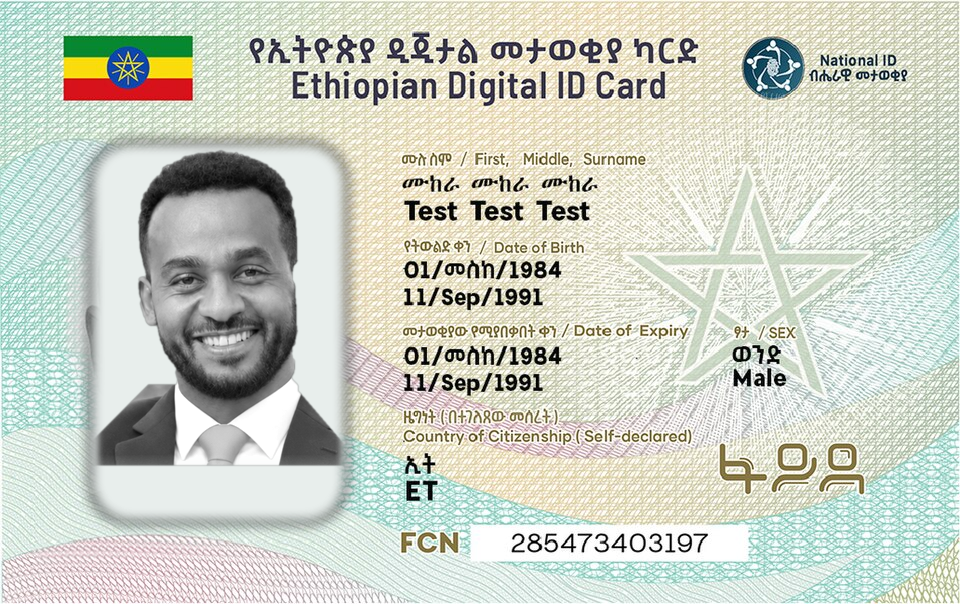 የኢትዮጵያ ዲጂታል መታወቂያ ካርድ
Ethiopian Digital ID Card
National ID
ብሔራዊ መታወቂያ
ሙሉ ስም / First, Middle, Surname
ሙከራ ሙከራ ሙከራ
Test Test Test
የትውልድ ቀን / Date of Birth
01/መስከ/1984
11/Sep/1991
መታወቂያው የሚያበቃበት ቀን / Date of Expiry
ፆታ / SEX
01/መስከ/1984
11/Sep/1991
ወንድ
Male
ዜግነት (በተገለጸው መሰረት)
Country of Citizenship ( Self-declared)
ኢት
ET
ፋይዳ
FCN 285473403197